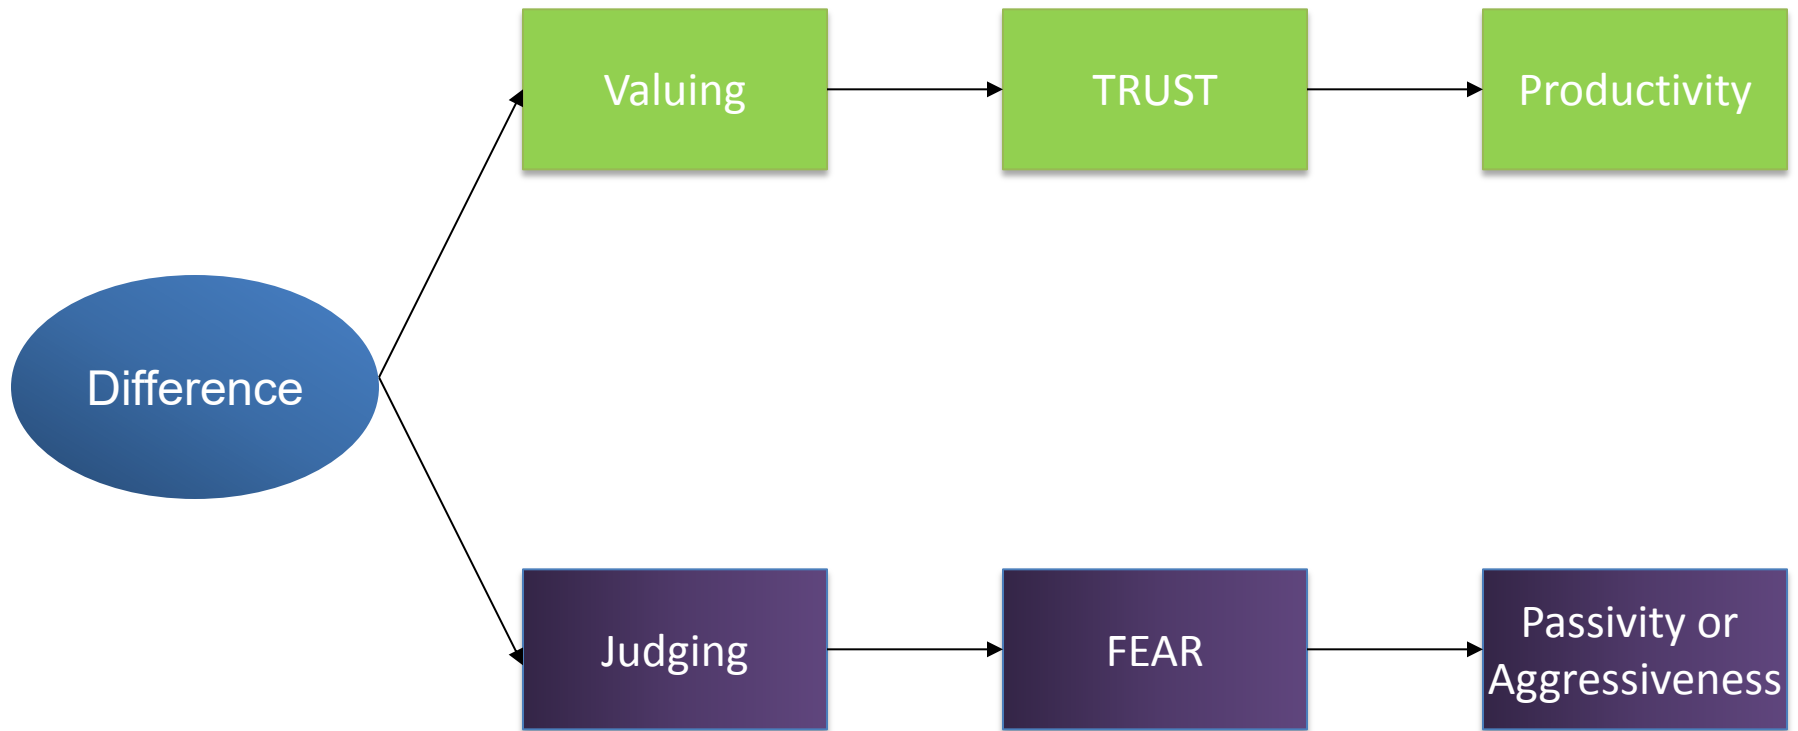 Valuing
TRUST
Productivity
Difference
Judging
FEAR
Passivity or
Aggressiveness